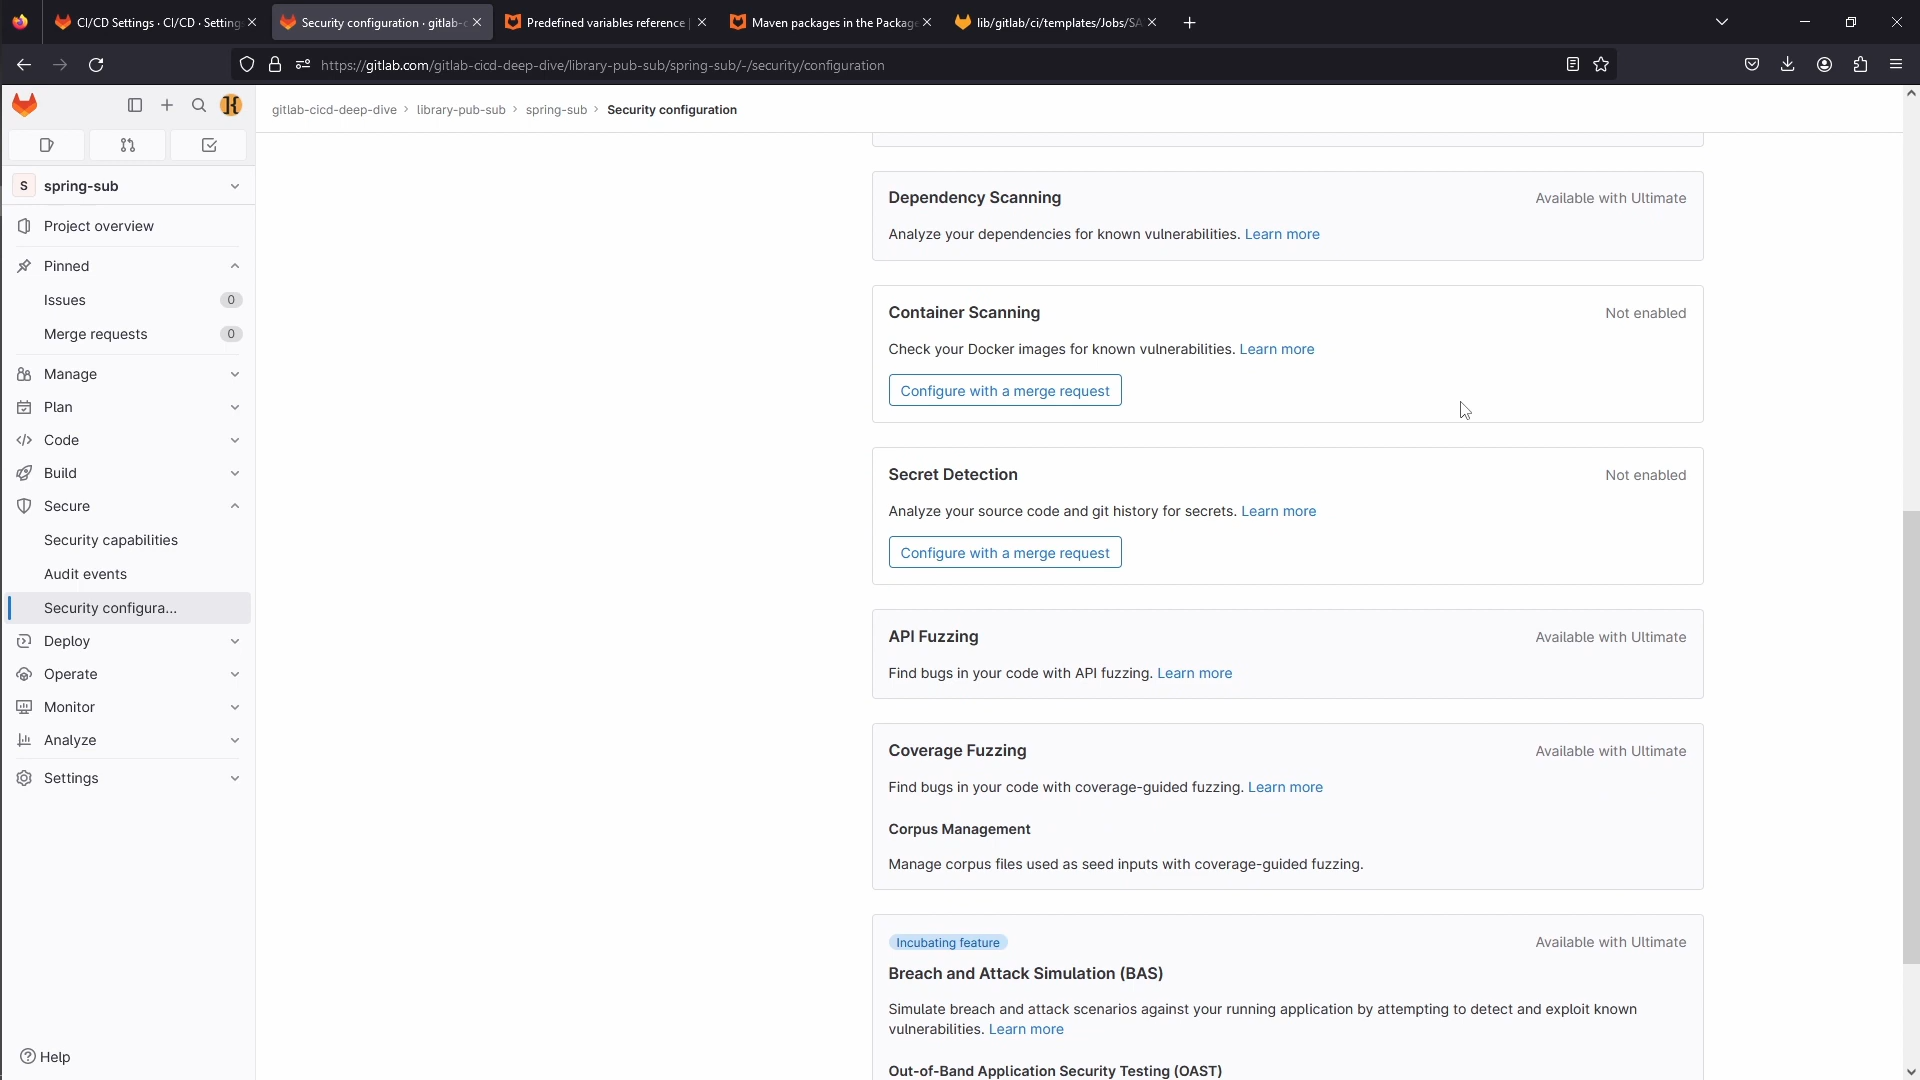 CI/CD Settings · CI/CD · Setting
Security configuration · gitlab-
Predefined variables reference |
Maven packages in the Package
lib/gitlab/ci/templates/Jobs/SA
https://gitlab.com/gitlab-cicd-deep-dive/library-pub-sub/spring-sub/-/security/configuration
gitlab-cicd-deep-dive › library-pub-sub › spring-sub › Security configuration
S spring-sub
Project overview
Pinned
Issues 0
Merge requests 0
Manage
Plan
Code
Build
Secure
Security capabilities
Audit events
Security configura...
Deploy
Operate
Monitor
Analyze
Settings
Help
Dependency Scanning
Available with Ultimate
Analyze your dependencies for known vulnerabilities. Learn more
Container Scanning
Not enabled
Check your Docker images for known vulnerabilities. Learn more
Configure with a merge request
Secret Detection
Not enabled
Analyze your source code and git history for secrets. Learn more
Configure with a merge request
API Fuzzing
Available with Ultimate
Find bugs in your code with API fuzzing. Learn more
Coverage Fuzzing
Available with Ultimate
Find bugs in your code with coverage-guided fuzzing. Learn more
Corpus Management
Manage corpus files used as seed inputs with coverage-guided fuzzing.
Incubating feature
Available with Ultimate
Breach and Attack Simulation (BAS)
Simulate breach and attack scenarios against your running application by attempting to detect and exploit known
vulnerabilities. Learn more
Out-of-Band Application Security Testing (OAST)